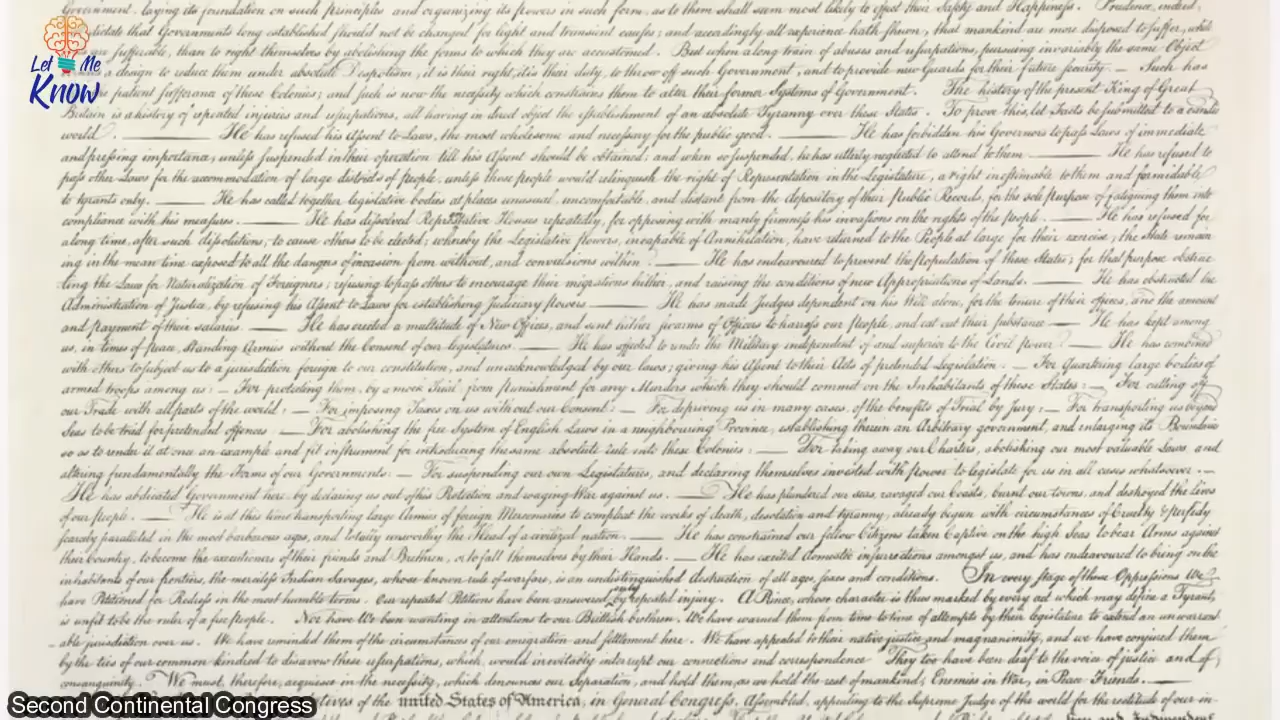 Government, laying its foundation on such principles and organizing its powers in such form, as to them shall seem most likely to effect their Safety and Happiness. Prudence, indeed,
dictate that Governments long established should not be changed for light and transient causes; and accordingly all experience hath shewn, that mankind are more disposed to suffer, while
are sufferable, than to right themselves by abolishing the forms to which they are accustomed. But when a long train of abuses and usurpations, pursuing invariably the same Object
a design to reduce them under absolute Despotism, it is their right, it is their duty, to throw off such Government, and to provide new Guards for their future security. — Such has
patient sufferance of these Colonies; and such is now the necessity which constrains them to alter their former Systems of Government. The history of the present King of Great
Britain is a history of repeated injuries and usurpations, all having in direct object the establishment of an absolute Tyranny over these States. To prove this, let Facts be submitted to a candid
world. — He has refused his Assent to Laws, the most wholesome and necessary for the public good. — He has forbidden his Governors to pass Laws of immediate
and pressing importance, unless suspended in their operation till his Assent should be obtained; and when so suspended, he has utterly neglected to attend to them. — He has refused to
pass other Laws for the accommodation of large districts of people, unless those people would relinquish the right of Representation in the Legislature, a right inestimable to them and formidable
to tyrants only. — He has called together legislative bodies at places unusual, uncomfortable, and distant from the depository of their Public Records, for the sole purpose of fatiguing them into
compliance with his measures. — He has dissolved Representative Houses repeatedly, for opposing with manly firmness his invasions on the rights of the people. — He has refused for
a long time, after such dissolutions, to cause others to be elected; whereby the Legislative powers, incapable of Annihilation, have returned to the People at large for their exercise; the State remain
ing in the mean time exposed to all the dangers of invasion from without, and convulsions within. — He has endeavoured to prevent the Population of these States; for that purpose obstruc
ting the Laws for Naturalization of Foreigners; refusing to pass others to encourage their migrations hither, and raising the conditions of new Appropriations of Lands. — He has obstructed the
Administration of Justice, by refusing his Assent to Laws for establishing Judiciary powers — He has made Judges dependent on his Will alone, for the tenure of their offices, and the amount
and payment of their salaries. — He has erected a multitude of New Offices, and sent hither swarms of Officers to harass our people, and eat out their substance — He has kept among
us, in times of peace, Standing Armies without the Consent of our legislatures. — He has affected to render the Military independent of and superior to the Civil power. — He has combined
with others to subject us to a jurisdiction foreign to our constitution, and unacknowledged by our laws; giving his Assent to their Acts of pretended Legislation. — For Quartering large bodies of
armed troops among us: — For protecting them, by a mock Trial, from punishment for any Murders which they should commit on the Inhabitants of these States: — For cutting off
our Trade with all parts of the world: — For imposing Taxes on us without our Consent: — For depriving us in many cases, of the benefits of Trial by Jury: — For transporting us beyond
Seas to be tried for pretended offences — For abolishing the free System of English Laws in a neighbouring Province, establishing therein an Arbitrary government, and enlarging its Boundaries
so as to render it at once an example and fit instrument for introducing the same absolute rule into these Colonies: — For taking away our Charters, abolishing our most valuable Laws, and
altering fundamentally the Forms of our Governments: — For suspending our own Legislatures, and declaring themselves invested with power to legislate for us in all cases whatsoever. —
He has abdicated Government here, by declaring us out of his Protection and waging War against us. — He has plundered our seas, ravaged our Coasts, burnt our towns, and destroyed the lives
of our people. — He is at this time transporting large Armies of foreign Mercenaries to compleat the works of death, desolation and tyranny, already begun with circumstances of Cruelty & perfidy
scarcely paralleled in the most barbarous ages, and totally unworthy the Head of a civilized nation. — He has constrained our fellow Citizens taken Captive on the high Seas to bear Arms against
their Country, to become the executioners of their friends and Brethren, or to fall themselves by their Hands. — He has excited domestic insurrections amongst us, and has endeavoured to bring on the
inhabitants of our frontiers, the merciless Indian Savages, whose known rule of warfare, is an undistinguished destruction of all ages, sexes and conditions. In every stage of these Oppressions We
have Petitioned for Redress in the most humble terms: Our repeated Petitions have been answered only by repeated injury. A Prince, whose character is thus marked by every act which may define a Tyrant,
is unfit to be the ruler of a free people. Nor have We been wanting in attentions to our Brittish brethren. We have warned them from time to time of attempts by their legislature to extend an unwarrant
able jurisdiction over us. We have reminded them of the circumstances of our emigration and settlement here. We have appealed to their native justice and magnanimity, and we have conjured them
by the ties of our common kindred to disavow these usurpations, which, would inevitably interrupt our connections and correspondence They too have been deaf to the voice of justice and of
consanguinity. We must, therefore, acquiesce in the necessity, which denounces our Separation, and hold them, as we hold the rest of mankind, Enemies in War, in Peace Friends. —
united States of America, in General Congress, Assembled, appealing to the Supreme Judge of the world for the rectitude of our in-
Let Me
Know
Second Continental Congress